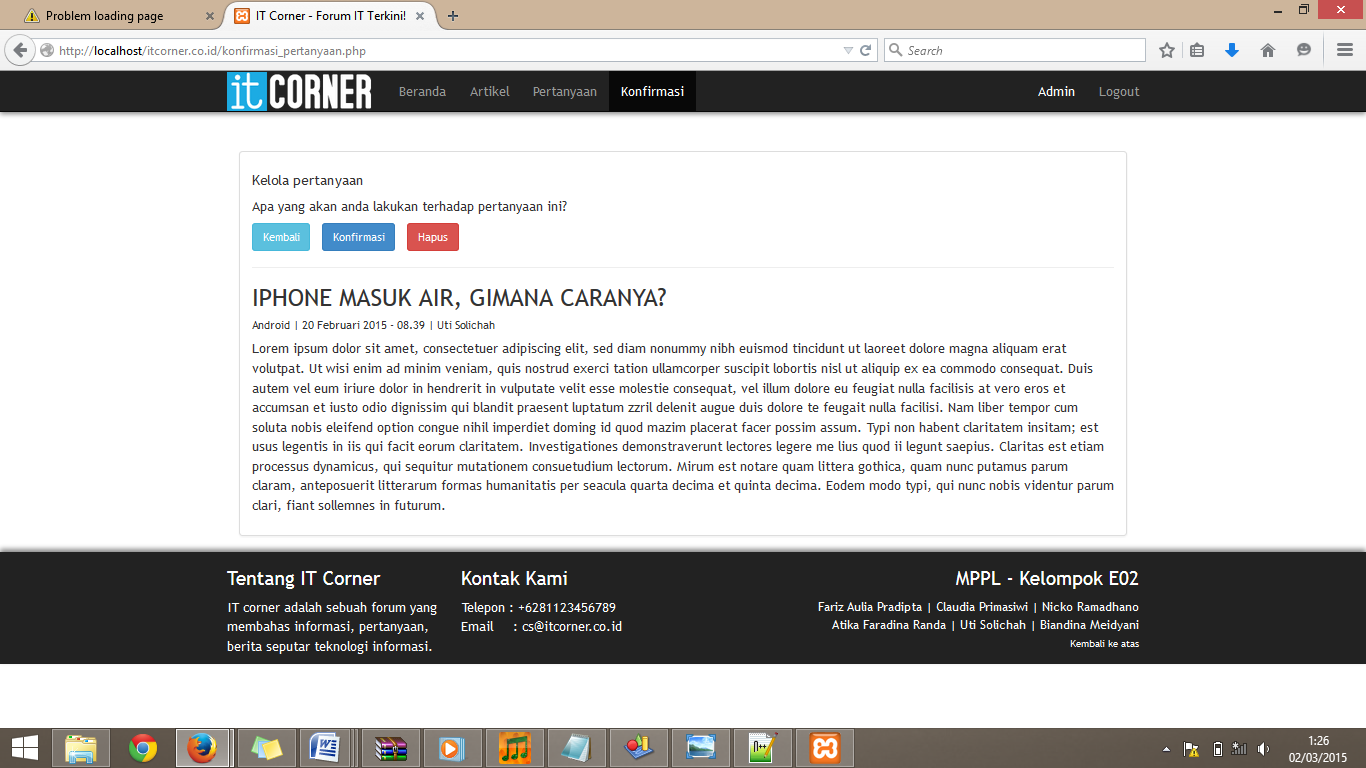 Problem loading page
IT Corner - Forum IT Terkini!
http://localhost/itcorner.co.id/konfirmasi_pertanyaan.php
Search
it CORNER
Beranda
Artikel
Pertanyaan
Konfirmasi
Admin
Logout
Kelola pertanyaan
Apa yang akan anda lakukan terhadap pertanyaan ini?
Kembali
Konfirmasi
Hapus
IPHONE MASUK AIR, GIMANA CARANYA?
Android | 20 Februari 2015 - 08.39 | Uti Solichah
Lorem ipsum dolor sit amet, consectetuer adipiscing elit, sed diam nonummy nibh euismod tincidunt ut laoreet dolore magna aliquam erat
volutpat. Ut wisi enim ad minim veniam, quis nostrud exerci tation ullamcorper suscipit lobortis nisl ut aliquip ex ea commodo consequat. Duis
autem vel eum iriure dolor in hendrerit in vulputate velit esse molestie consequat, vel illum dolore eu feugiat nulla facilisis at vero eros et
accumsan et iusto odio dignissim qui blandit praesent luptatum zzril delenit augue duis dolore te feugait nulla facilisi. Nam liber tempor cum
soluta nobis eleifend option congue nihil imperdiet doming id quod mazim placerat facer possim assum. Typi non habent claritatem insitam; est
usus legentis in iis qui facit eorum claritatem. Investigationes demonstraverunt lectores legere me lius quod ii legunt saepius. Claritas est etiam
processus dynamicus, qui sequitur mutationem consuetudium lectorum. Mirum est notare quam littera gothica, quam nunc putamus parum
claram, anteposuerit litterarum formas humanitatis per seacula quarta decima et quinta decima. Eodem modo typi, qui nunc nobis videntur parum
clari, fiant sollemnes in futurum.
Tentang IT Corner
IT corner adalah sebuah forum yang
membahas informasi, pertanyaan,
berita seputar teknologi informasi.
Kontak Kami
Telepon : +6281123456789
Email : cs@itcorner.co.id
MPPL - Kelompok E02
Fariz Aulia Pradipta | Claudia Primasiwi | Nicko Ramadhano
Atika Faradina Randa | Uti Solichah | Biandina Meidyani
Kembali ke atas
1:26
02/03/2015